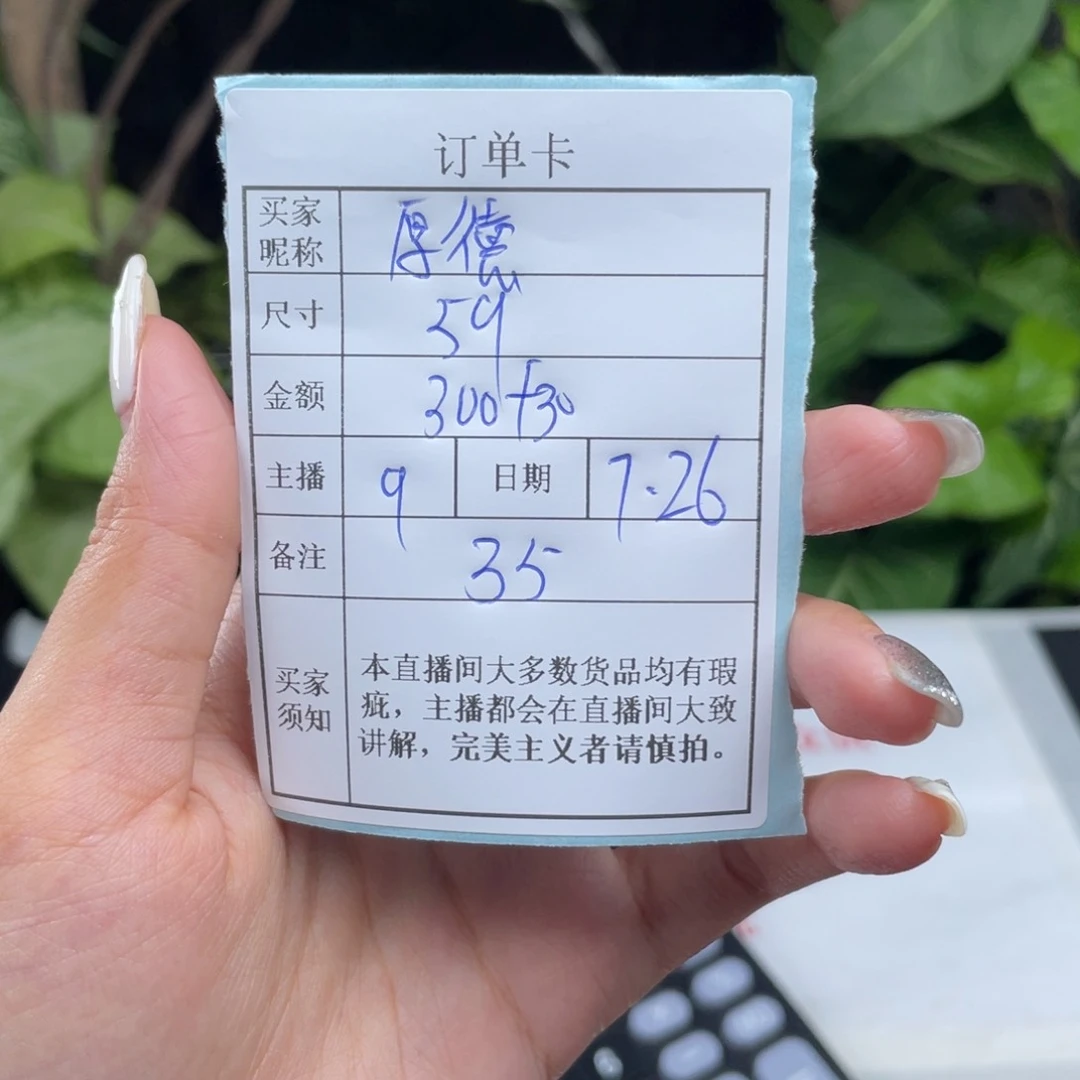 订单卡
买家昵称 厚德
尺寸 59
金额 300+30
主播 9 日期 7.26
备注 35
买家须知
本直播间大多数货品均有瑕
疵，主播都会在直播间大致
讲解，完美主义者请慎拍。